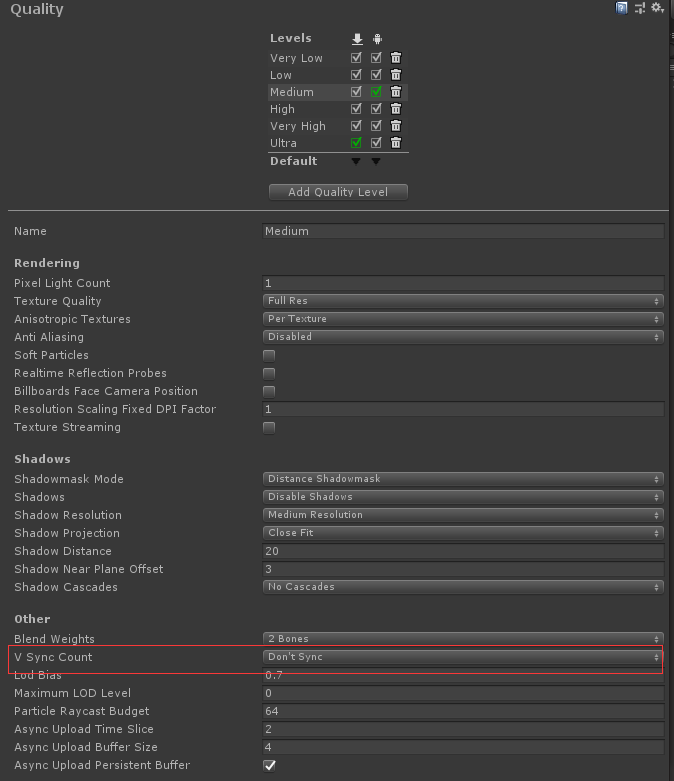 Quality
Levels
Very Low
Low
Medium
High
Very High
Ultra
Default
Add Quality Level
Name Medium
Rendering
Pixel Light Count 1
Texture Quality Full Res
Anisotropic Textures Per Texture
Anti Aliasing Disabled
Soft Particles
Realtime Reflection Probes
Billboards Face Camera Position
Resolution Scaling Fixed DPI Factor 1
Texture Streaming
Shadows
Shadowmask Mode Distance Shadowmask
Shadows Disable Shadows
Shadow Resolution Medium Resolution
Shadow Projection Close Fit
Shadow Distance 20
Shadow Near Plane Offset 3
Shadow Cascades No Cascades
Other
Blend Weights 2 Bones
V Sync Count Don't Sync
Lod Bias 0.7
Maximum LOD Level 0
Particle Raycast Budget 64
Async Upload Time Slice 2
Async Upload Buffer Size 4
Async Upload Persistent Buffer